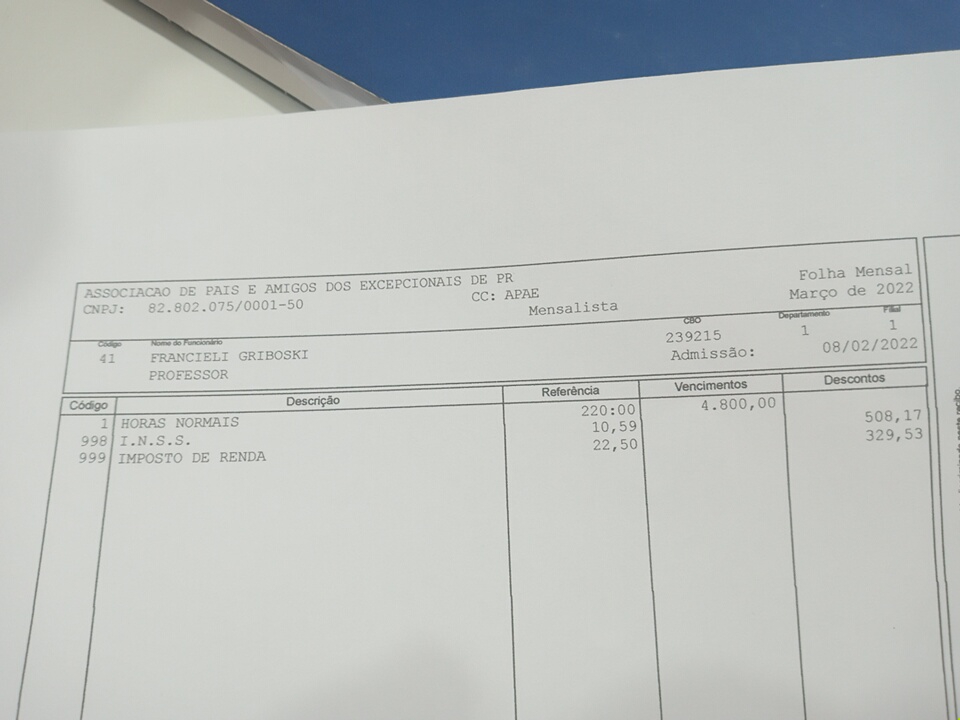 ASSOCIACAO DE PAIS E AMIGOS DOS EXCEPCIONAIS DE PR Folha Mensal
CNPJ: 82.802.075/0001-50 CC: APAE Março de 2022
Mensalista
Código Nome do Funcionário CBO Departamento Filial
41 FRANCIELI GRIBOSKI 239215 1 1
PROFESSOR Admissão: 08/02/2022
Código Descrição Referência Vencimentos Descontos
1 HORAS NORMAIS 220:00 4.800,00
998 I.N.S.S. 10,59 508,17
999 IMPOSTO DE RENDA 22,50 329,53
neste recibo.